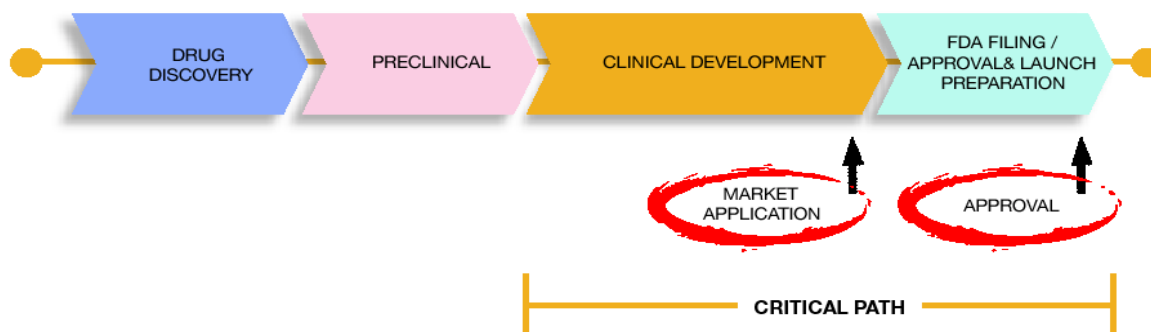 DRUG
DISCOVERY
PRECLINICAL
CLINICAL DEVELOPMENT
FDA FILING /
APPROVAL& LAUNCH
PREPARATION
MARKET
APPLICATION
APPROVAL
CRITICAL PATH